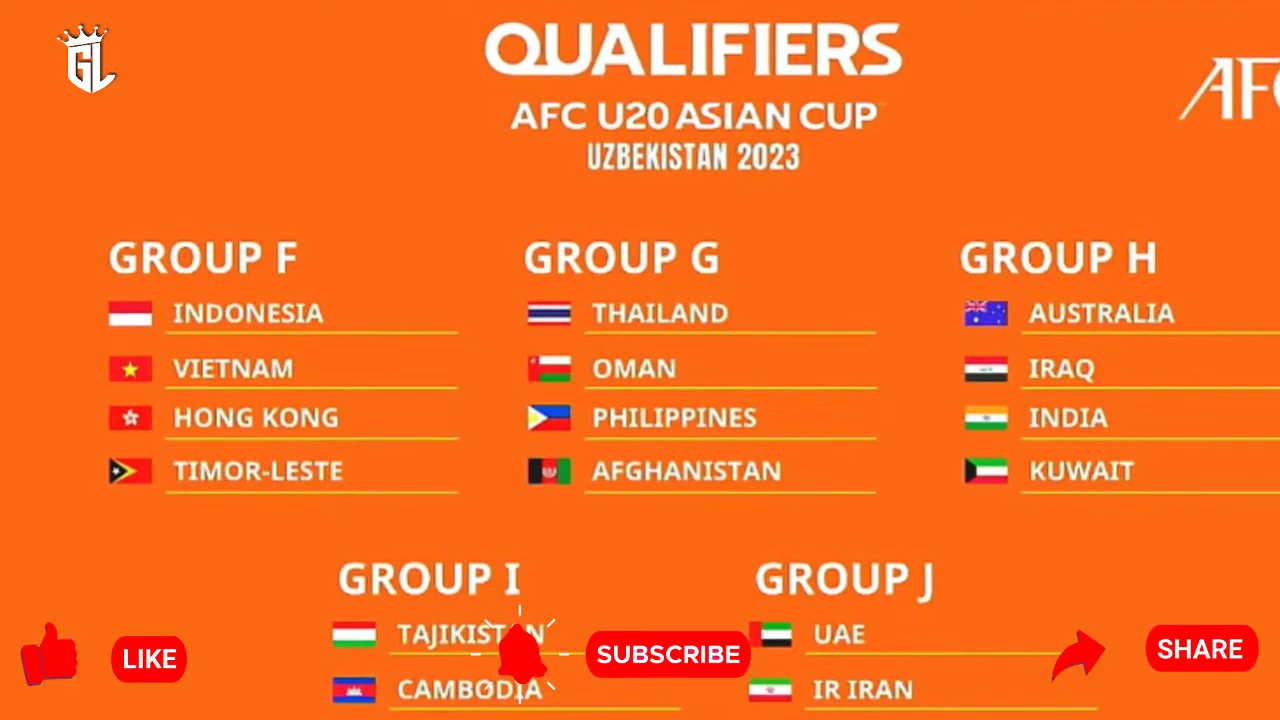 GL
QUALIFIERS
AFC U20 ASIAN CUP
UZBEKISTAN 2023
AFC
GROUP F
INDONESIA
VIETNAM
HONG KONG
TIMOR-LESTE
GROUP G
THAILAND
OMAN
PHILIPPINES
AFGHANISTAN
GROUP H
AUSTRALIA
IRAQ
INDIA
KUWAIT
GROUP I
TAJIKISTAN
CAMBODIA
GROUP J
UAE
IR IRAN
LIKE
SUBSCRIBE
SHARE